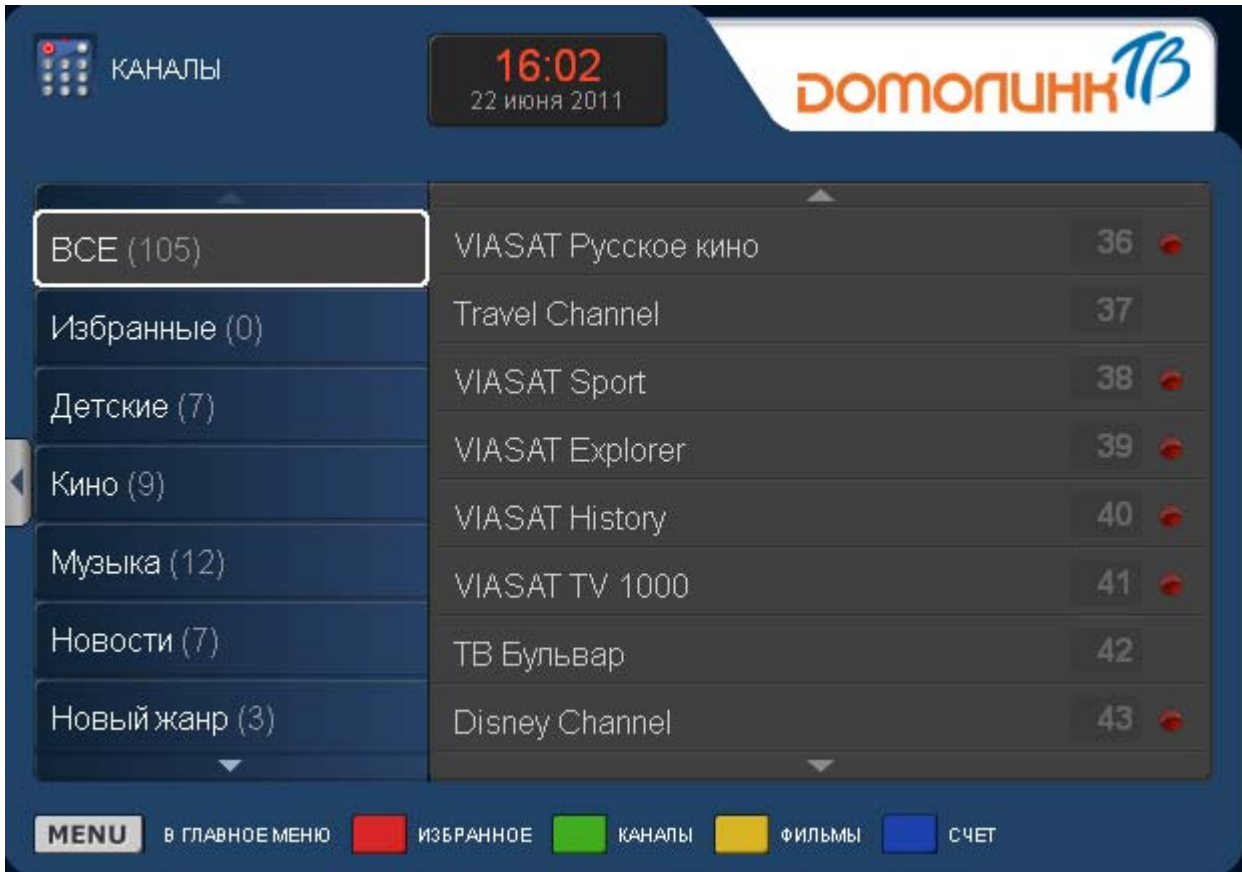 КАНАЛЫ
16:02
22 июня 2011
DOMOЛИНК ТВ
ВСЕ (105)
Избранные (0)
Детские (7)
Кино (9)
Музыка (12)
Новости (7)
Новый жанр (3)
VIASAT Русское кино 36
Travel Channel 37
VIASAT Sport 38
VIASAT Explorer 39
VIASAT History 40
VIASAT TV 1000 41
ТВ Бульвар 42
Disney Channel 43
MENU В ГЛАВНОЕ МЕНЮ ИЗБРАННОЕ КАНАЛЫ ФИЛЬМЫ СЧЕТ